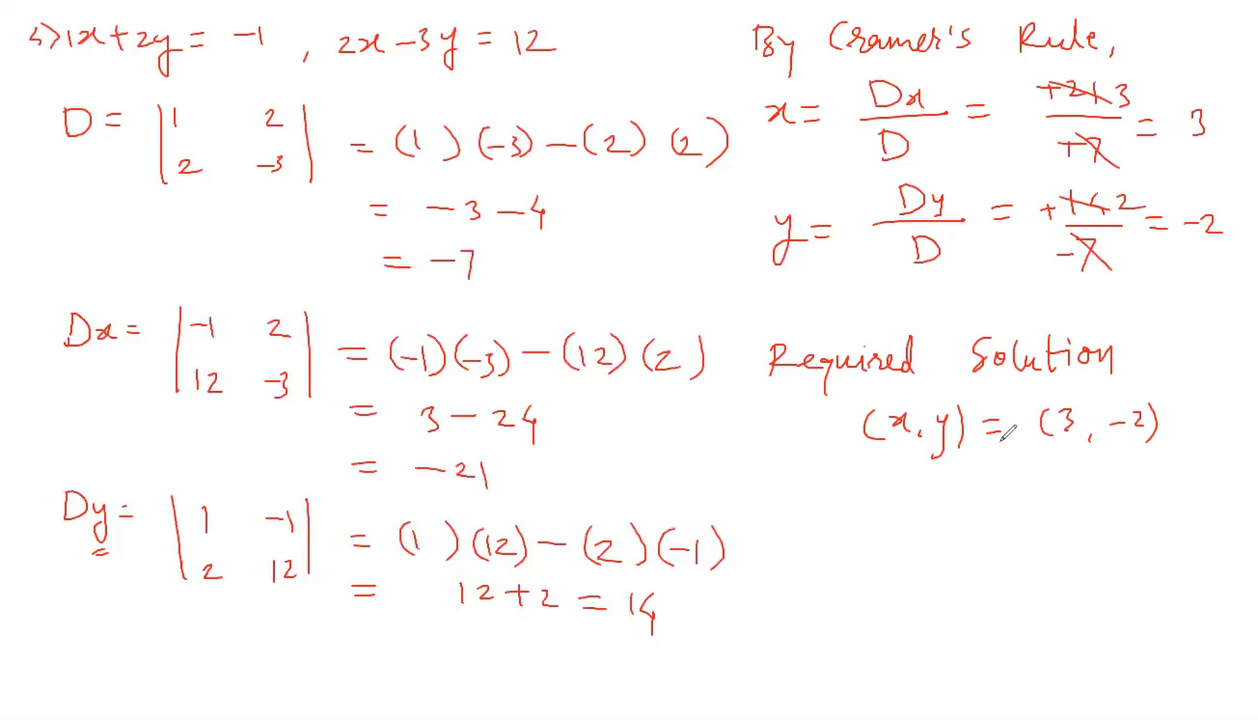 5) 1x + 2y = -1 , 2x - 3y = 12
D = | 1 2 | = (1) (-3) - (2) (2)
| 2 -3 |
= -3 - 4
= -7
Dx = | -1 2 | = (-1)(-3) - (12) (2)
| 12 -3 |
= 3 - 24
= -21
Dy = | 1 -1 | = (1) (12) - (2) (-1)
| 2 12 |
= 12 + 2 = 14
By Cramer's Rule,
x = Dx / D = +21 3 / +7 = 3
y = Dy / D = +14 2 / -7 = -2
Required Solution
(x, y) = (3, -2)